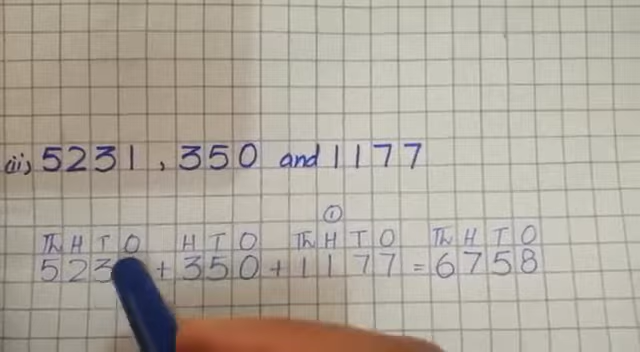 (ii) 5231, 350 and 1177
①
Th H T O H T O Th H T O Th H T O
523 + 350 + 1177 = 6758